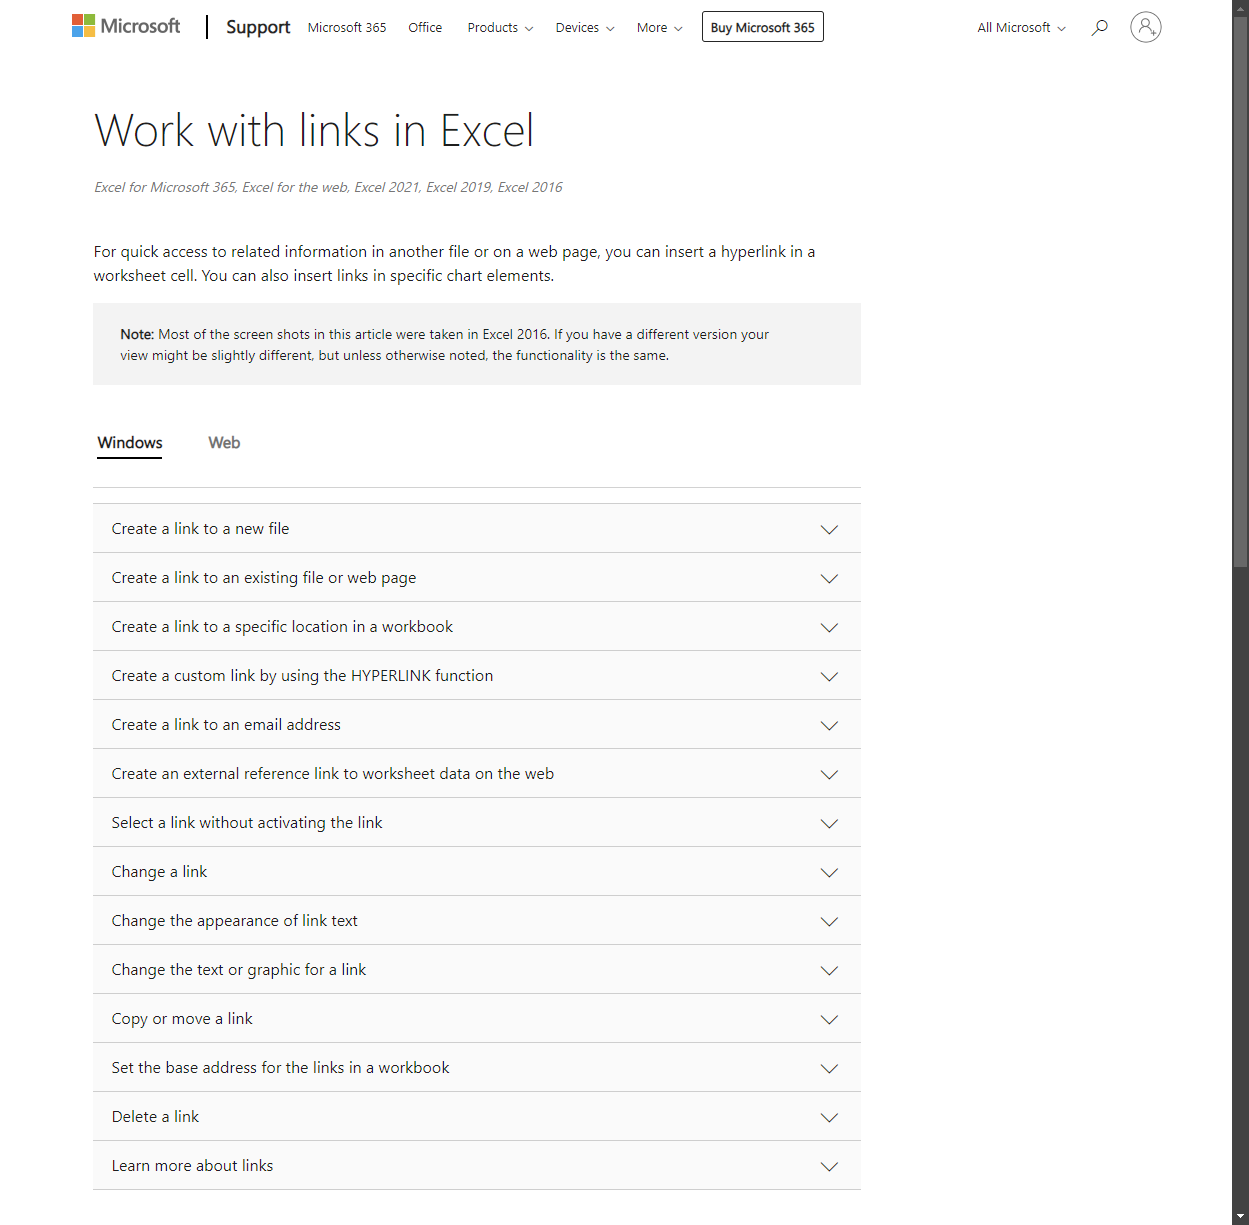 Microsoft Support Microsoft 365 Office Products Devices More Buy Microsoft 365 All Microsoft
Work with links in Excel
Excel for Microsoft 365, Excel for the web, Excel 2021, Excel 2019, Excel 2016
For quick access to related information in another file or on a web page, you can insert a hyperlink in a
worksheet cell. You can also insert links in specific chart elements.
Note: Most of the screen shots in this article were taken in Excel 2016. If you have a different version your
view might be slightly different, but unless otherwise noted, the functionality is the same.
Windows Web
Create a link to a new file
Create a link to an existing file or web page
Create a link to a specific location in a workbook
Create a custom link by using the HYPERLINK function
Create a link to an email address
Create an external reference link to worksheet data on the web
Select a link without activating the link
Change a link
Change the appearance of link text
Change the text or graphic for a link
Copy or move a link
Set the base address for the links in a workbook
Delete a link
Learn more about links